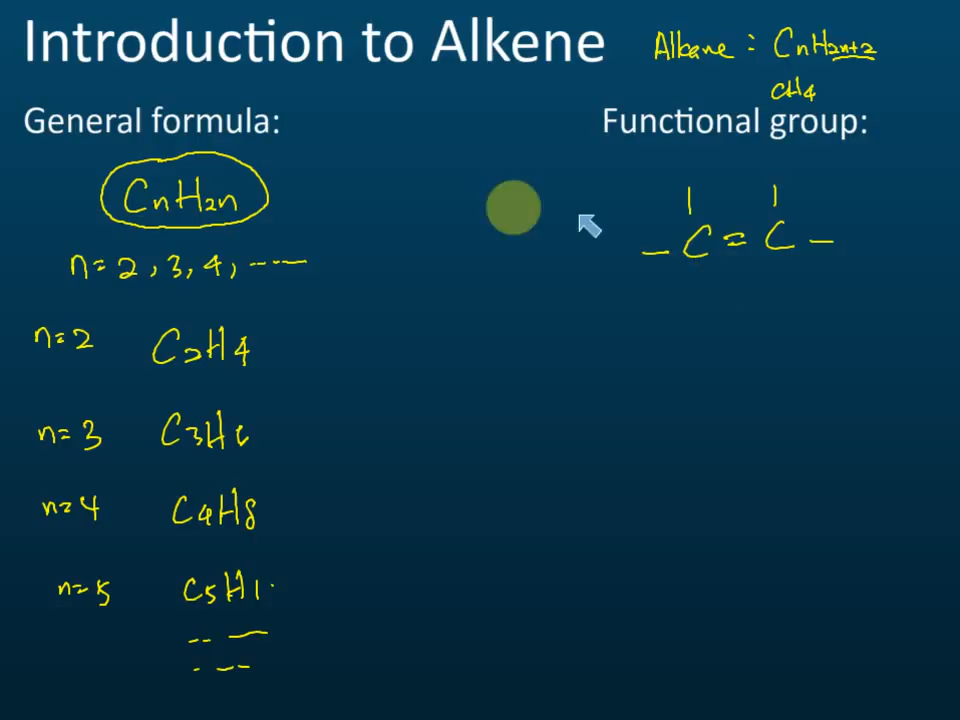 Introduction to Alkene
Alkane : CnH2n+2
CH4
General formula:
Functional group:
CnH2n
n=2, 3, 4, ......
– C = C –
n=2 C2H4
n=3 C3H6
n=4 C4H8
n=5 C5H1